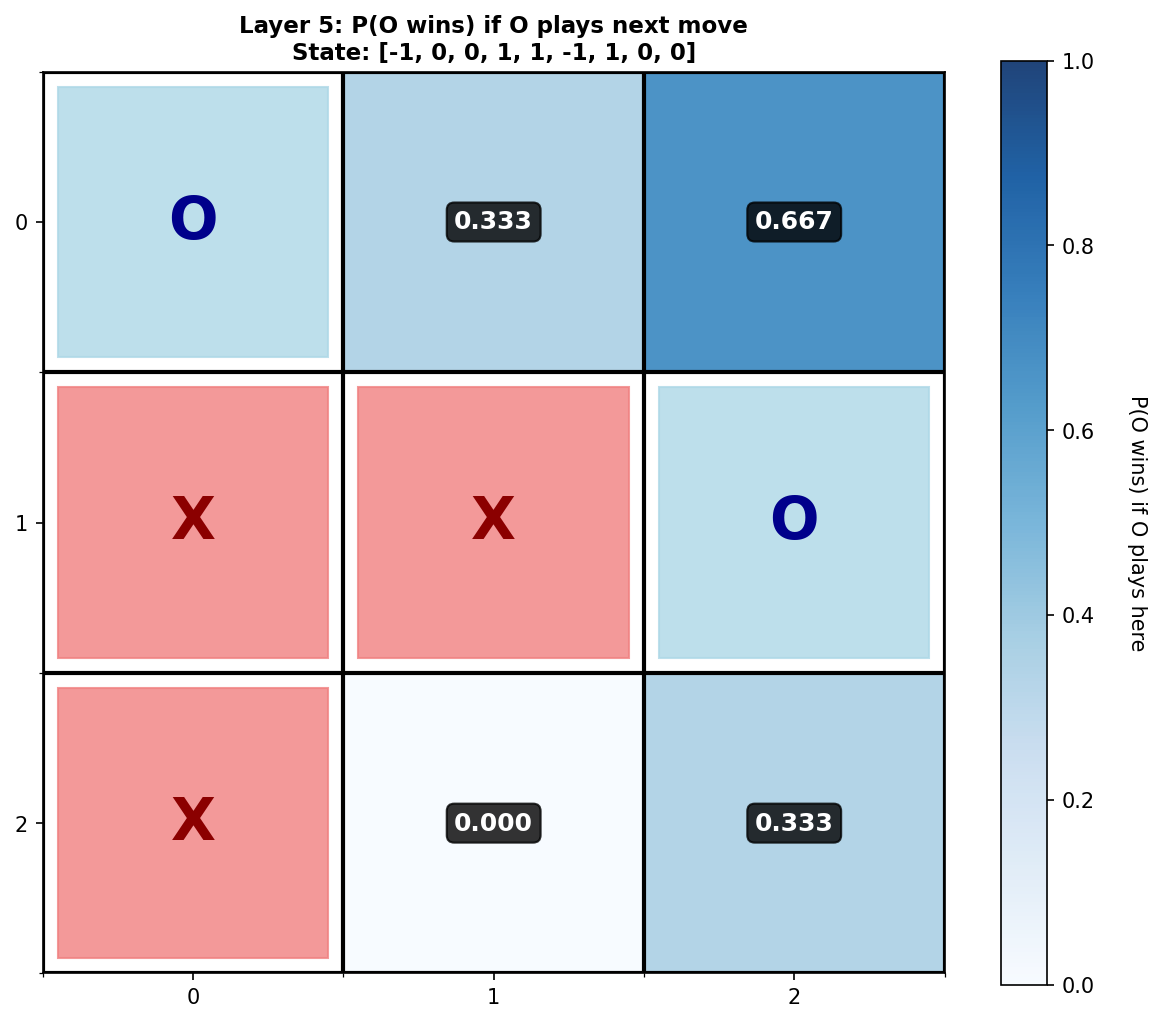 Layer 5: P(O wins) if O plays next move
State: [-1, 0, 0, 1, 1, -1, 1, 0, 0]
0
O
0.333
0.667
1
X
X
O
2
X
0.000
0.333
0
1
2
1.0
0.8
0.6
0.4
0.2
0.0
P(O wins) if O plays here